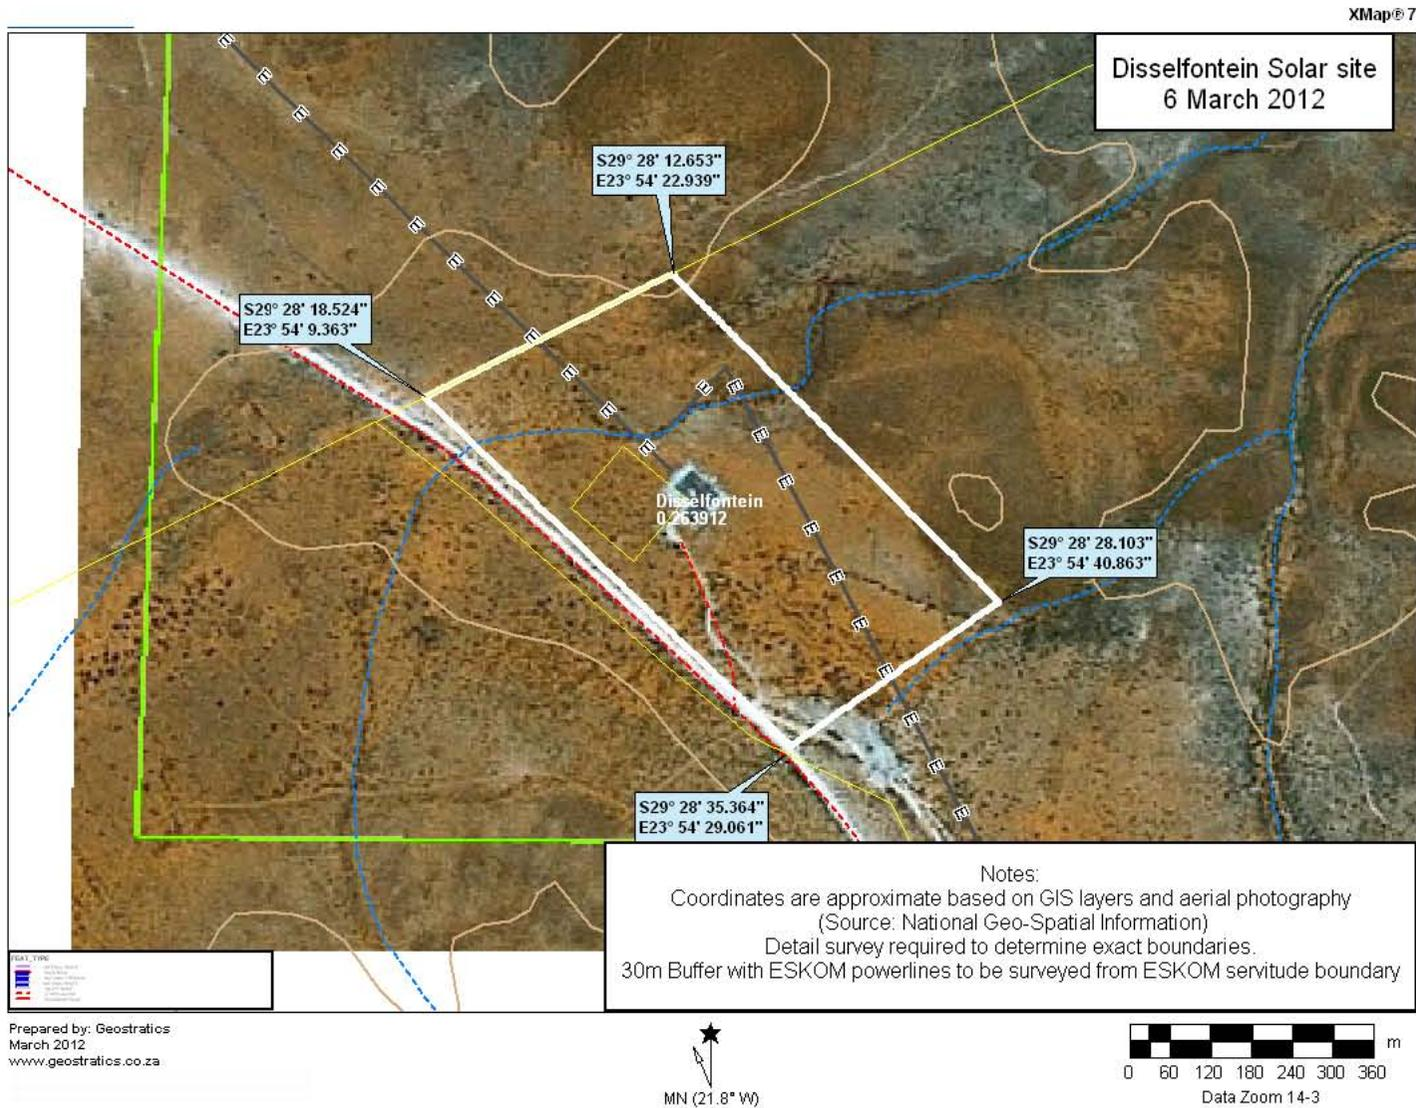 XMap® 7
Disselfontein Solar site
6 March 2012
S29° 28' 12.653"
E23° 54' 22.939"
S29° 28' 18.524"
E23° 54' 9.363"
Disselfontein
0.263912
S29° 28' 28.103"
E23° 54' 40.863"
S29° 28' 35.364"
E23° 54' 29.061"
Notes:
Coordinates are approximate based on GIS layers and aerial photography
(Source: National Geo-Spatial Information)
Detail survey required to determine exact boundaries.
30m Buffer with ESKOM powerlines to be surveyed from ESKOM servitude boundary
FEAT_TYPE
Prepared by: Geostratics
March 2012
www.geostratics.co.za
MN (21.8° W)
m
0 60 120 180 240 300 360
Data Zoom 14-3